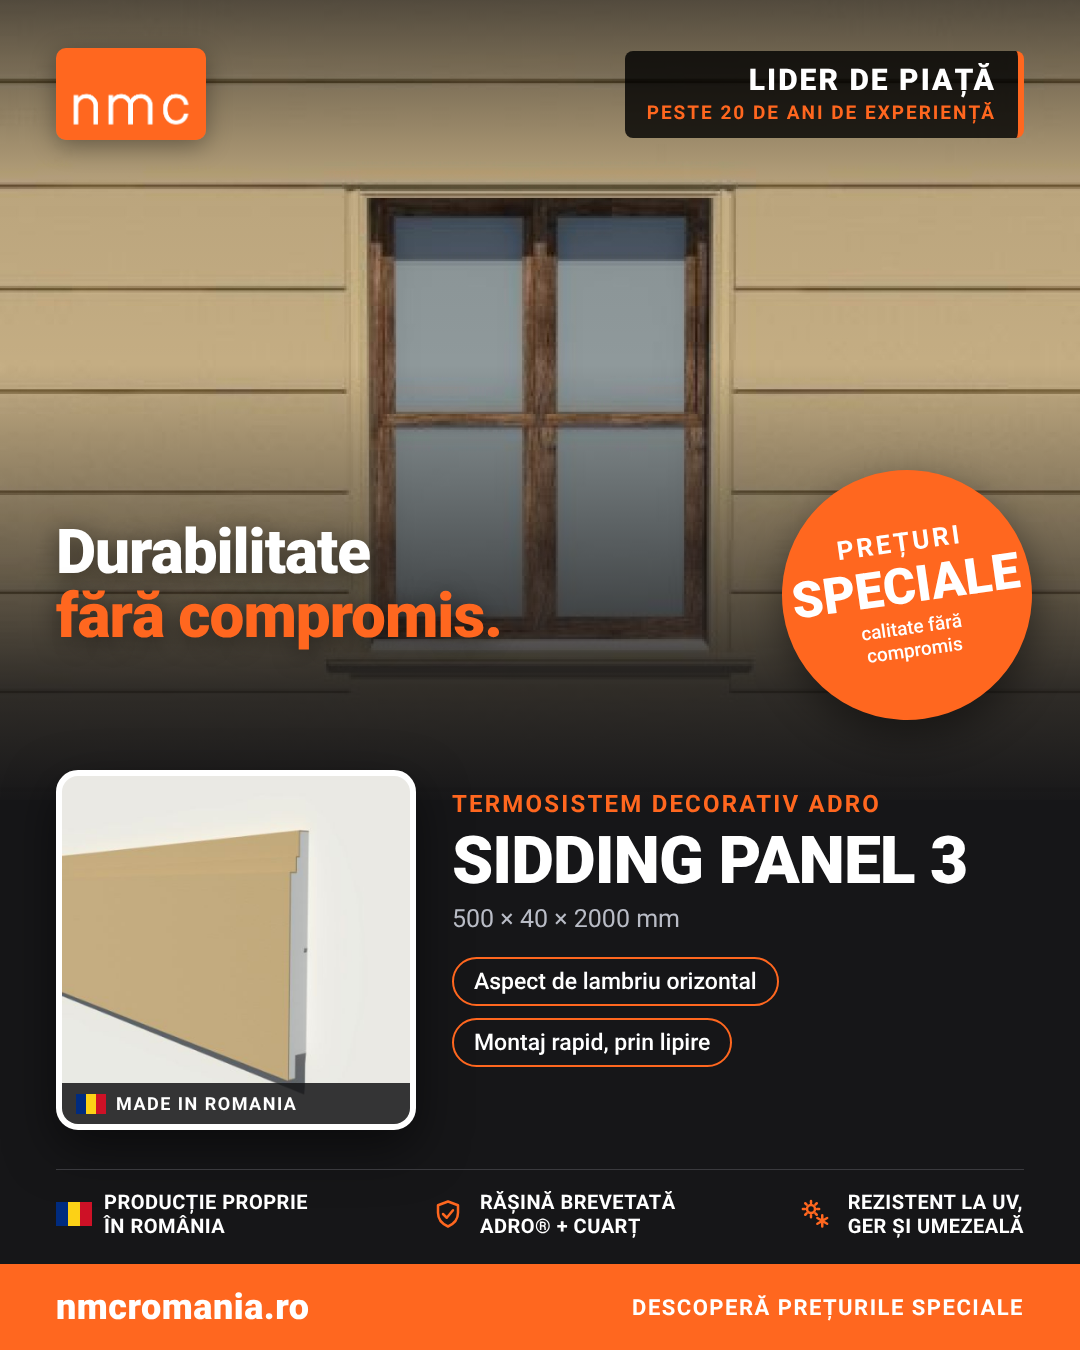 nmc
LIDER DE PIAȚĂ
PESTE 20 DE ANI DE EXPERIENȚĂ
Durabilitate
fără compromis.
PREȚURI
SPECIALE
calitate fără
compromis
TERMOSISTEM DECORATIV ADRO
SIDDING PANEL 3
500 × 40 × 2000 mm
Aspect de lambriu orizontal
Montaj rapid, prin lipire
MADE IN ROMANIA
PRODUCȚIE PROPRIE
ÎN ROMÂNIA
RĂȘINĂ BREVETATĂ
ADRO® + CUARȚ
REZISTENT LA UV,
GER ȘI UMEZEALĂ
nmcromania.ro
DESCOPERĂ PREȚURILE SPECIALE